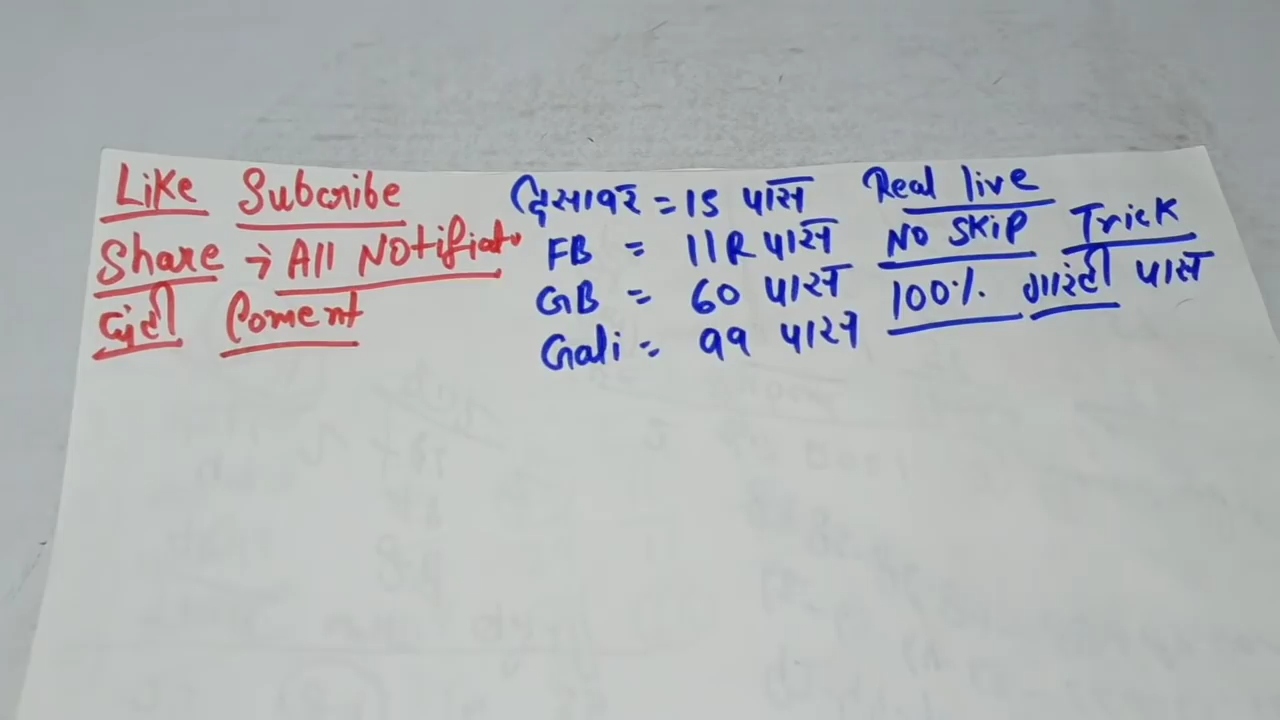 Like Subcribe
Share → All Notificatio
घंटी Coment
दिसावर = 15 पास
FB = 11R पास
GB = 60 पास
Gali = 99 पास
Real live
No Skip Trick
100% गारंटी पास